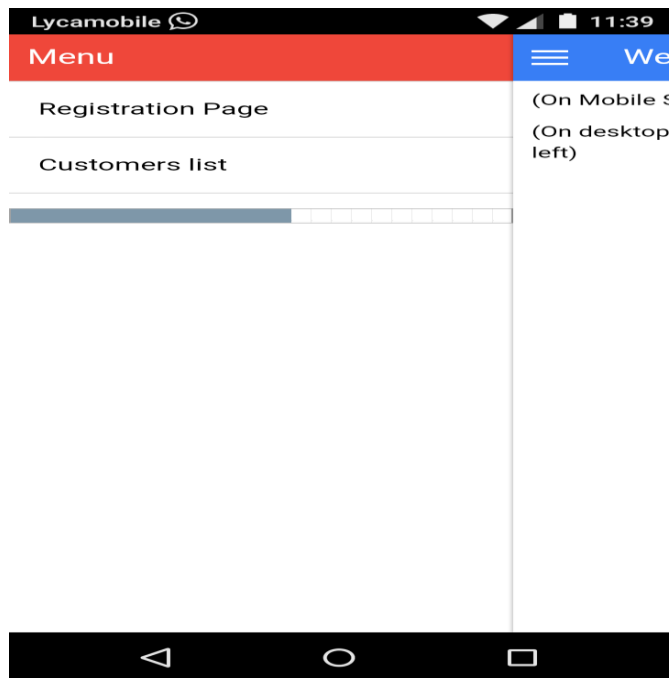 Lycamobile 11:39
Menu
We
Registration Page
Customers list
(On Mobile
(On desktop
left)